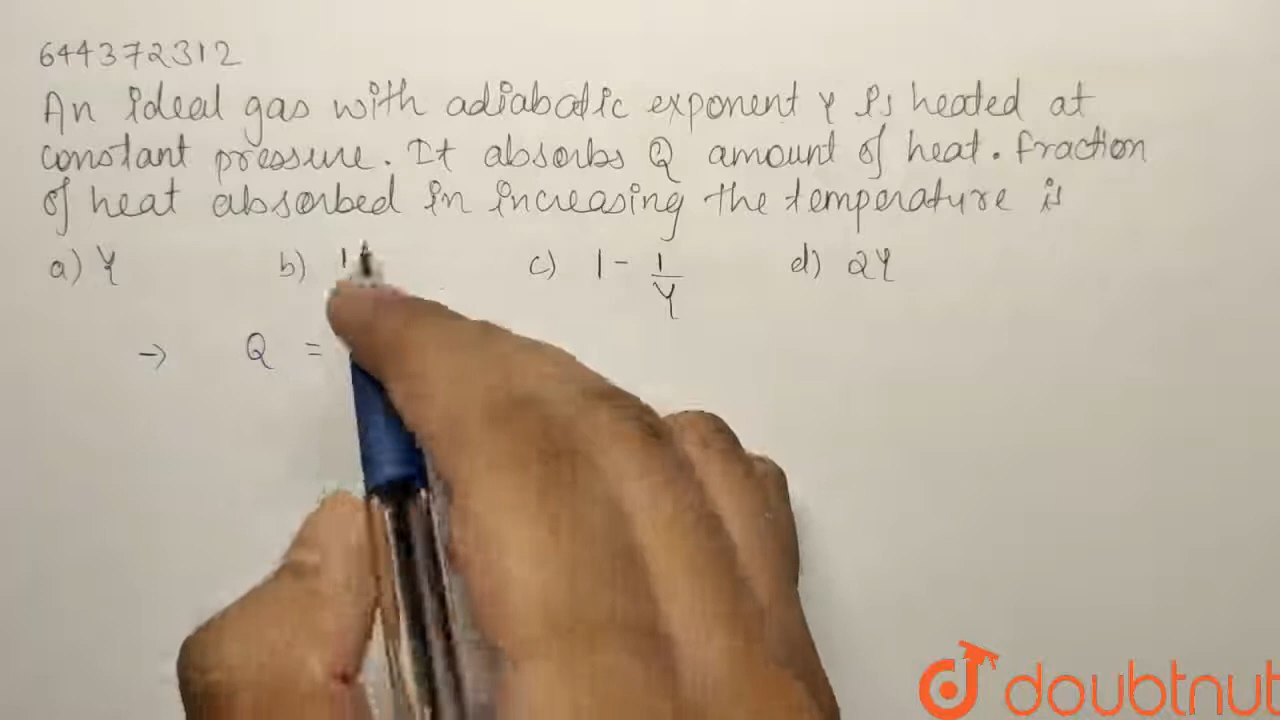 644372312
An ideal gas with adiabatic exponent γ is heated at
constant pressure. It absorbs Q amount of heat. fraction
of heat absorbed in increasing the temperature is
a) γ b) c) 1 - 1/γ d) 2γ
→ Q =
doubtnut